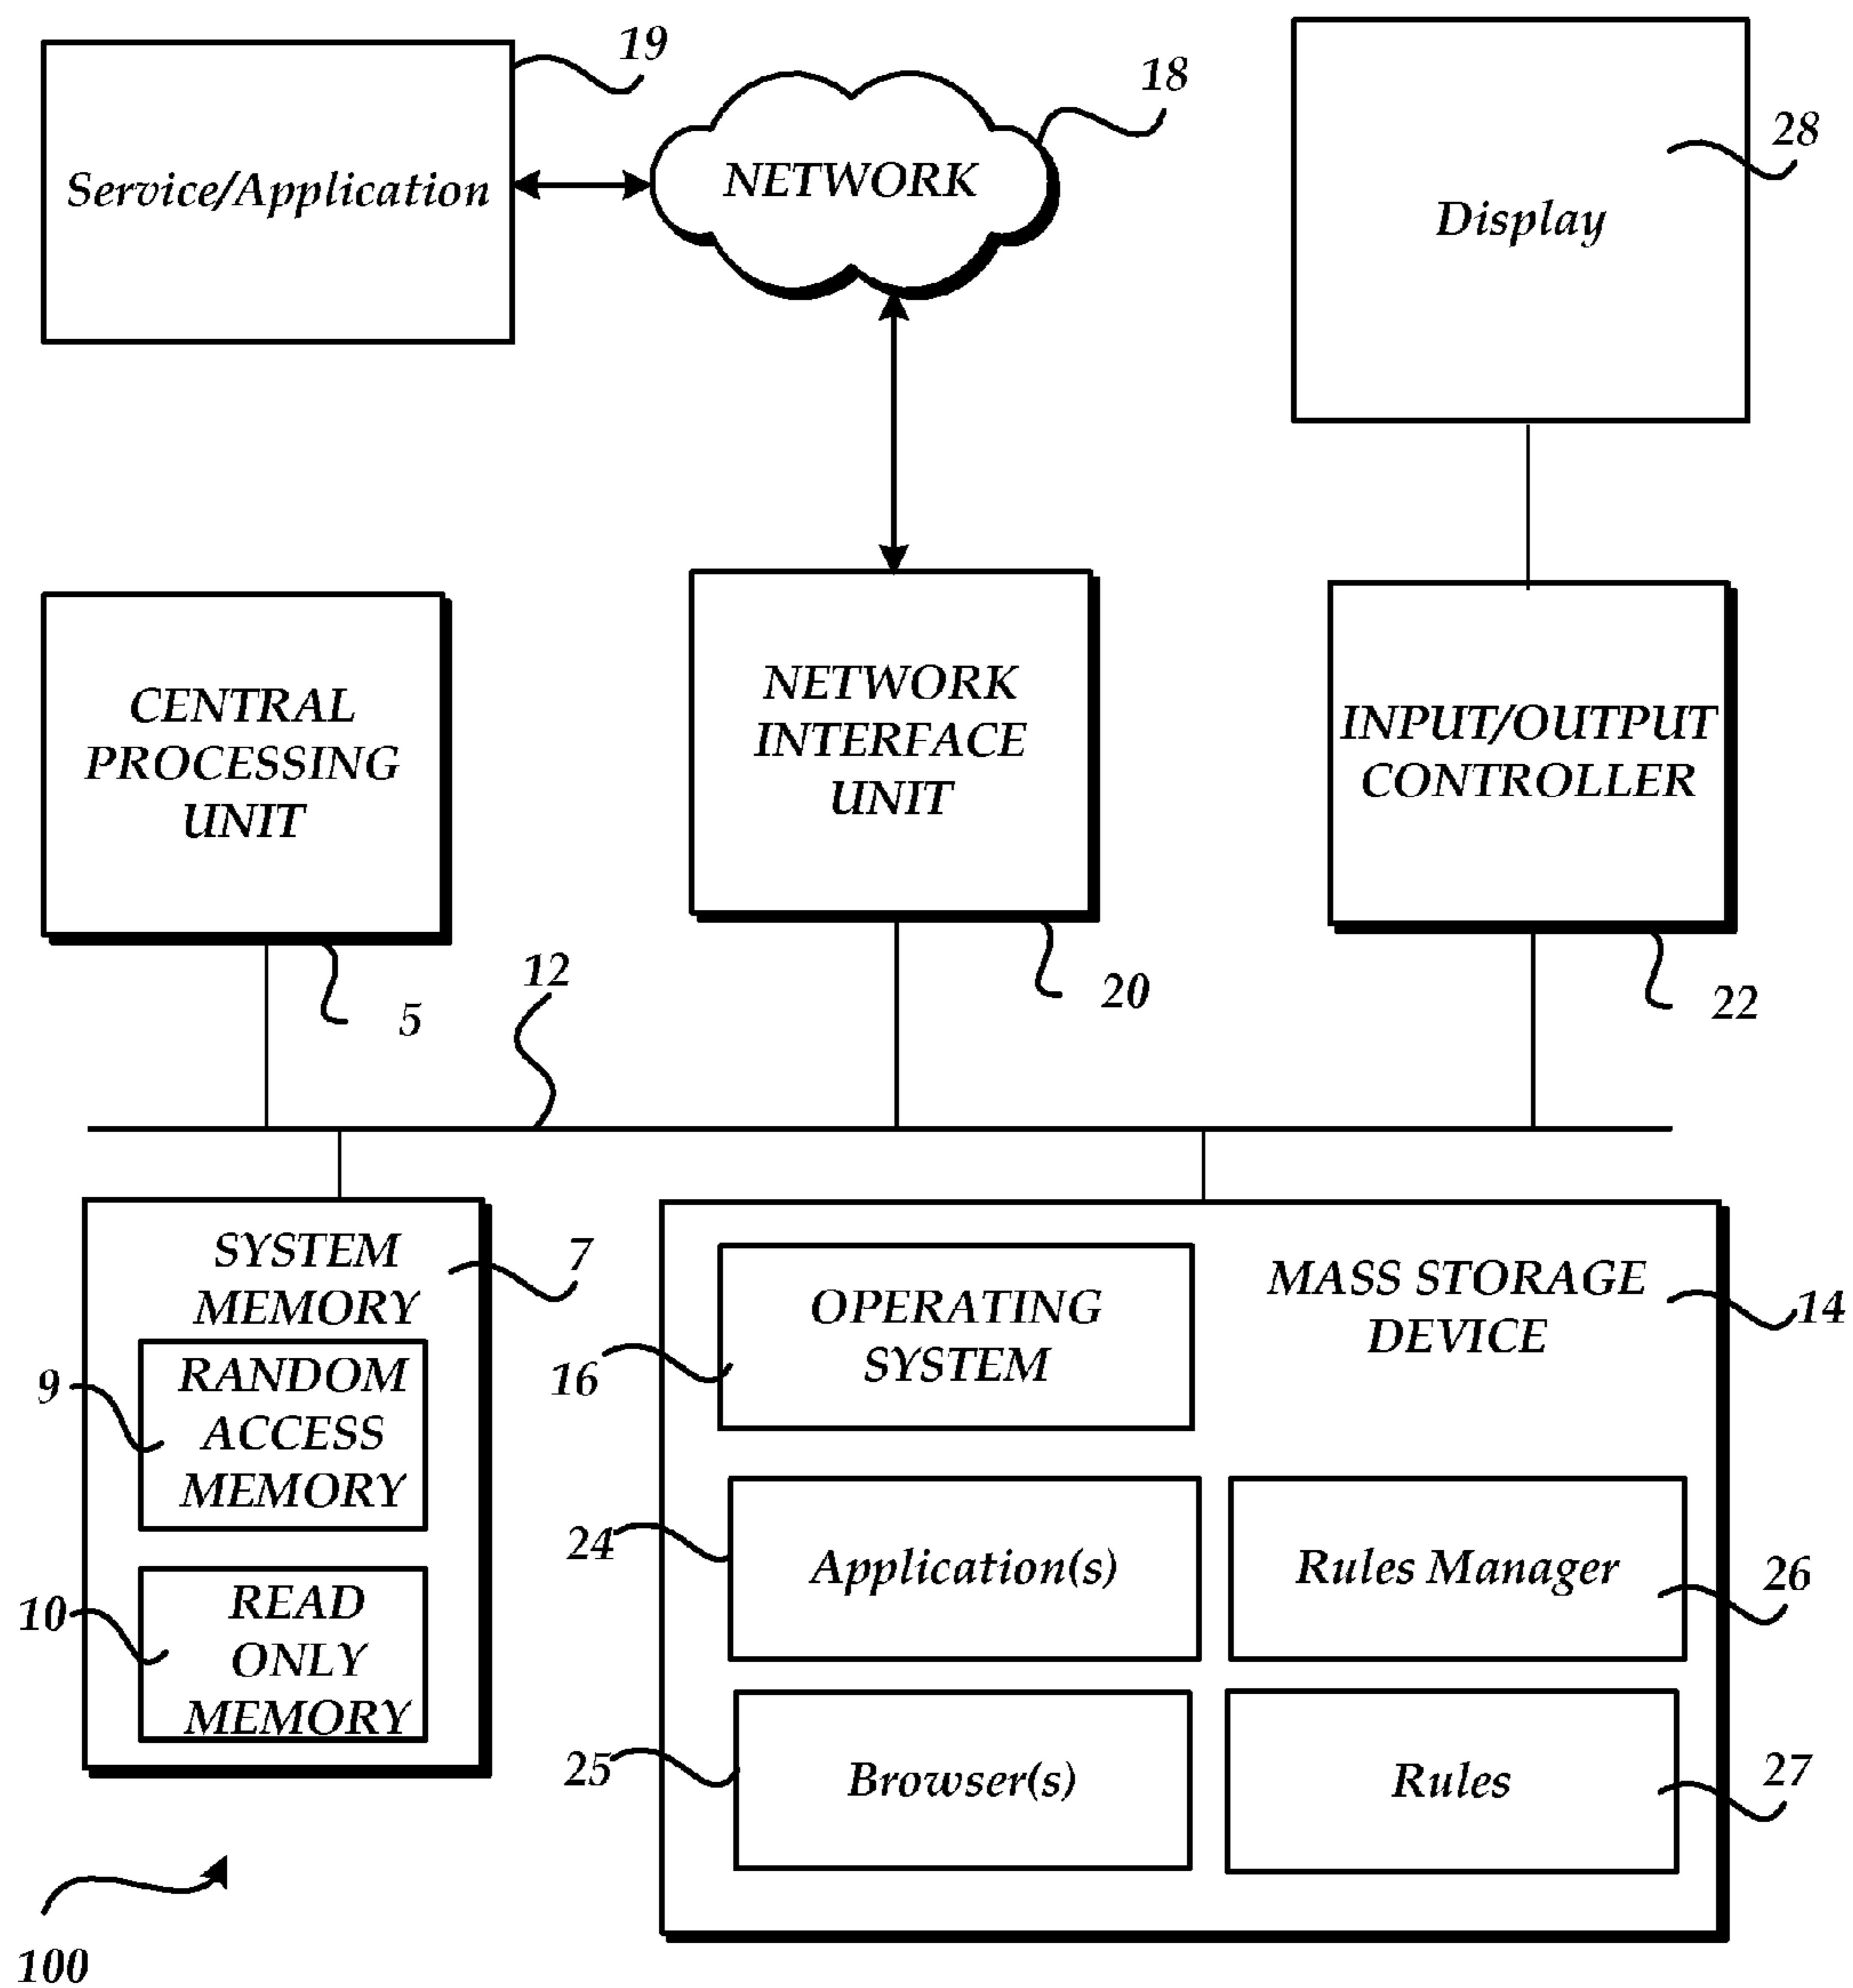 19
18
28
Service/Application
NETWORK
Display
CENTRAL
PROCESSING
UNIT
NETWORK
INTERFACE
UNIT
INPUT/OUTPUT
CONTROLLER
12
5
20
22
SYSTEM
MEMORY
7
9
RANDOM
ACCESS
MEMORY
10
READ
ONLY
MEMORY
MASS STORAGE
DEVICE
14
OPERATING
SYSTEM
16
24
Application(s)
Rules Manager
26
25
Browser(s)
Rules
27
100